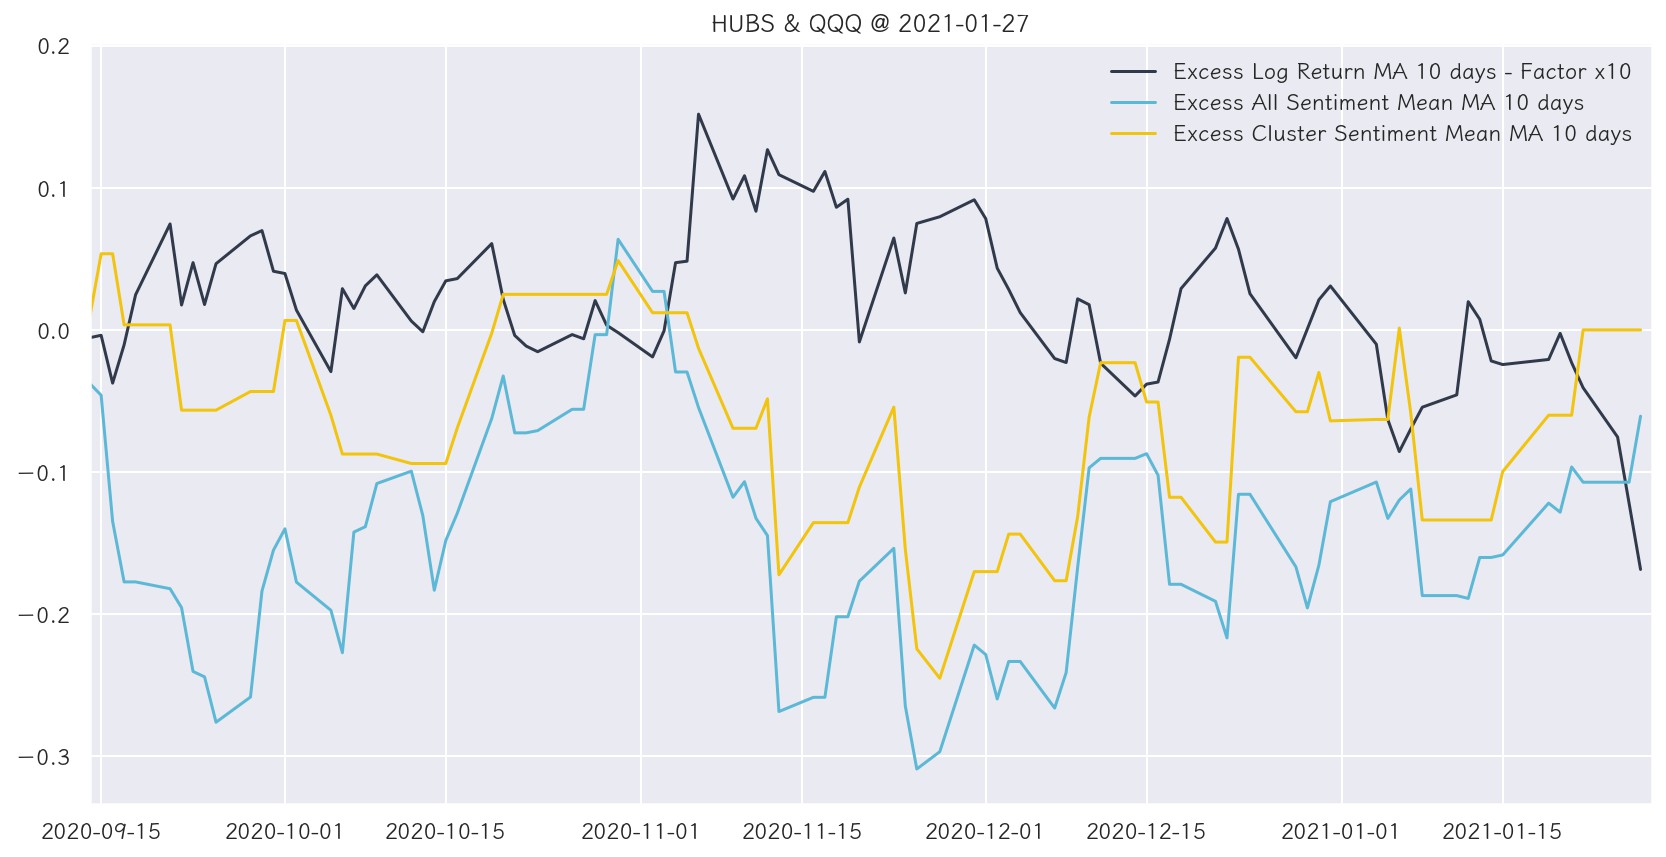 HUBS & QQQ @ 2021-01-27
Excess Log Return MA 10 days - Factor x10
Excess All Sentiment Mean MA 10 days
Excess Cluster Sentiment Mean MA 10 days
0.2
0.1
0.0
−0.1
−0.2
−0.3
2020-09-15 2020-10-01 2020-10-15 2020-11-01 2020-11-15 2020-12-01 2020-12-15 2021-01-01 2021-01-15